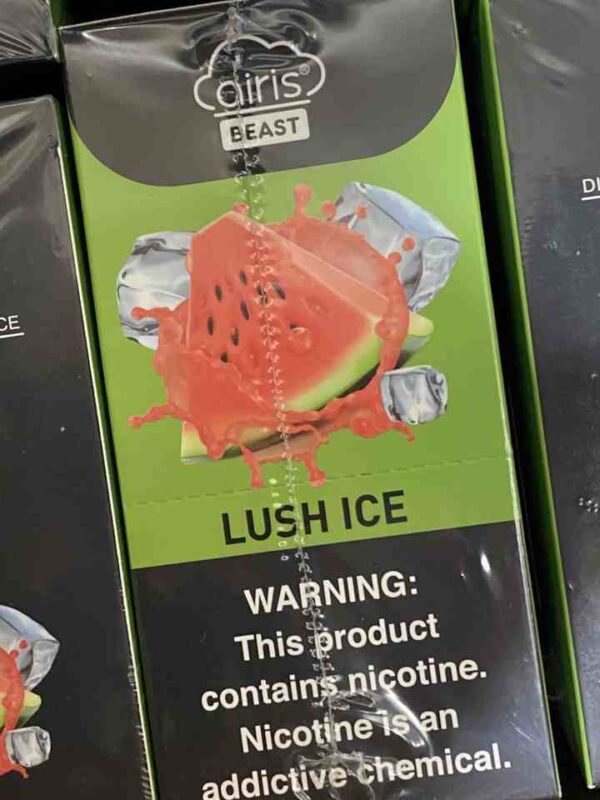 airis®
BEAST
LUSH ICE
WARNING:
This product
contains nicotine.
Nicotine is an
addictive chemical.